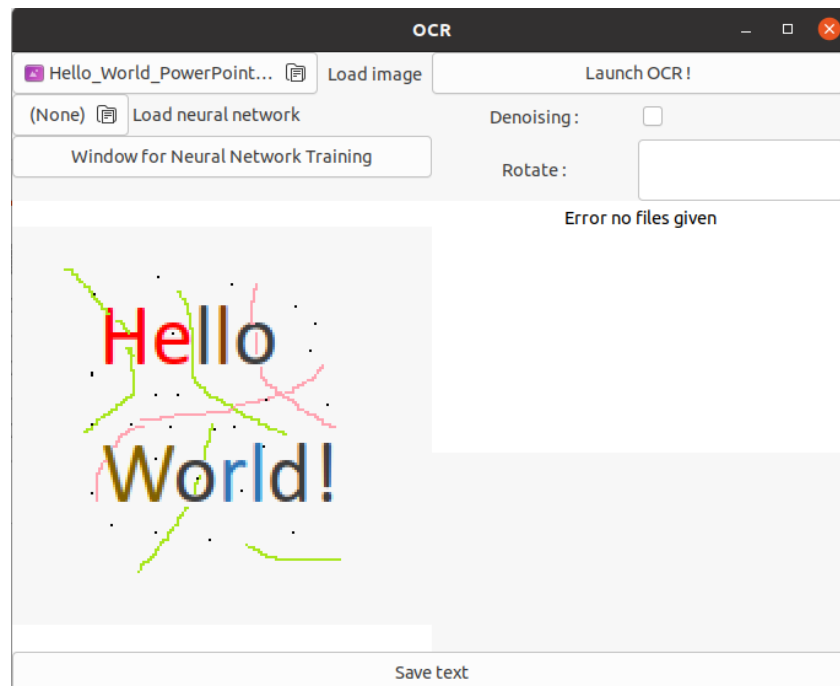 OCR
Hello_World_PowerPoint... Load image Launch OCR !
(None) Load neural network Denoising :
Window for Neural Network Training Rotate :
Error no files given
Hello
World!
Save text